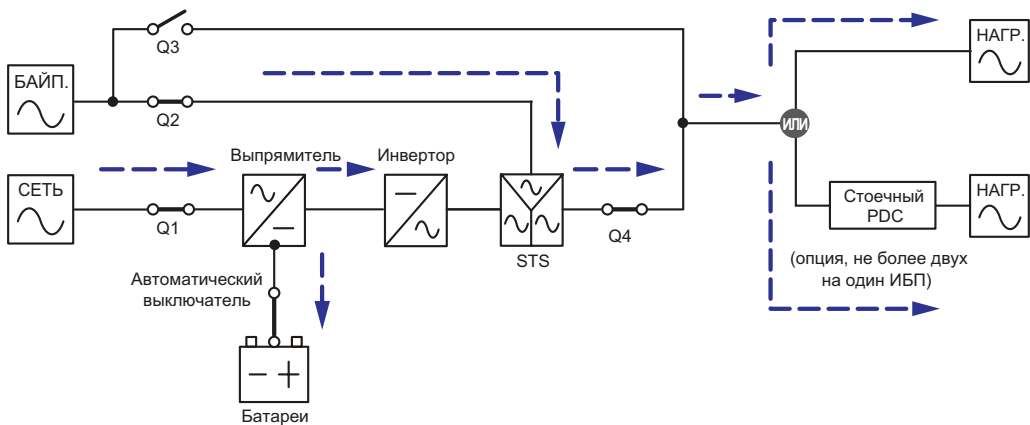 Q3
НАГР.
БАЙП.
Q2
ИЛИ
Выпрямитель
Инвертор
СЕТЬ
Стоечный
PDC
НАГР.
Q1
STS
Q4
(опция, не более двух
на один ИБП)
Автоматический
выключатель
Батареи